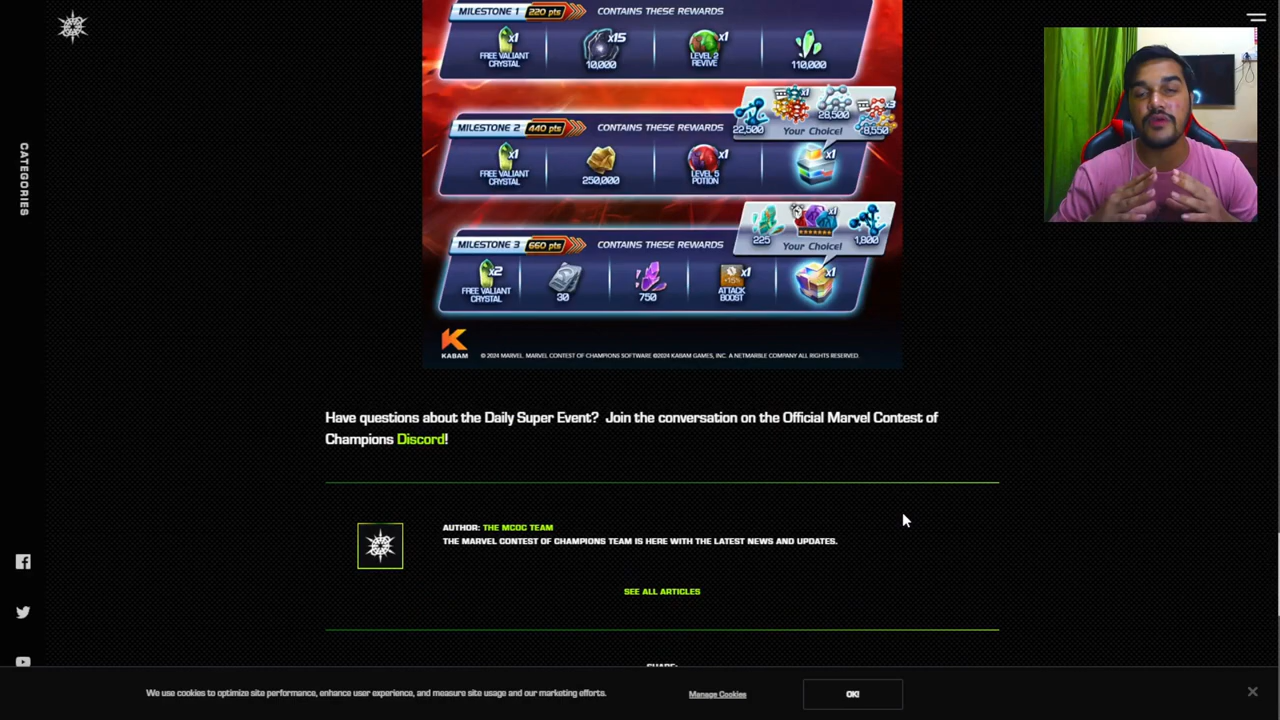 CATEGORIES
MILESTONE 1 220 pts CONTAINS THESE REWARDS
x1 FREE VALIANT CRYSTAL
x15 10,000
x1 LEVEL 2 REVIVE
110,000
MILESTONE 2 440 pts CONTAINS THESE REWARDS
22,500 x1 28,500 x3 8,550
Your Choice!
x1 FREE VALIANT CRYSTAL
250,000
x1 LEVEL 5 POTION
x1
MILESTONE 3 660 pts CONTAINS THESE REWARDS
225 x1 1,800
Your Choice!
x2 FREE VALIANT CRYSTAL
30
750
+15% x1 ATTACK BOOST
x1
KABAM
© 2024 MARVEL. MARVEL CONTEST OF CHAMPIONS SOFTWARE ©2024 KABAM GAMES, INC. A NETMARBLE COMPANY ALL RIGHTS RESERVED.
Have questions about the Daily Super Event? Join the conversation on the Official Marvel Contest of
Champions Discord!
AUTHOR: THE MCOC TEAM
THE MARVEL CONTEST OF CHAMPIONS TEAM IS HERE WITH THE LATEST NEWS AND UPDATES.
SEE ALL ARTICLES
SHARE:
We use cookies to optimize site performance, enhance user experience, and measure site usage and our marketing efforts.
Manage Cookies
OK!